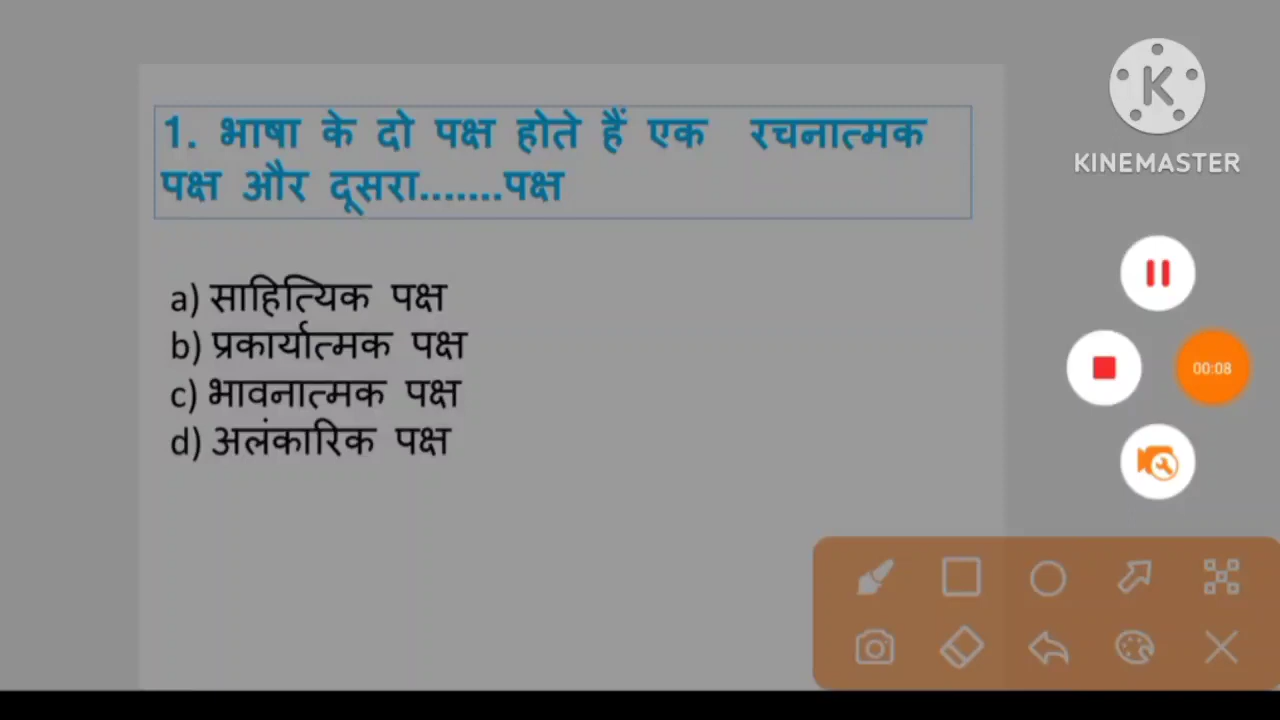 1. भाषा के दो पक्ष होते हैं एक रचनात्मक
पक्ष और दूसरा.......पक्ष
a) साहित्यिक पक्ष
b) प्रकार्यात्मक पक्ष
c) भावनात्मक पक्ष
d) अलंकारिक पक्ष
K
KINEMASTER
00:08